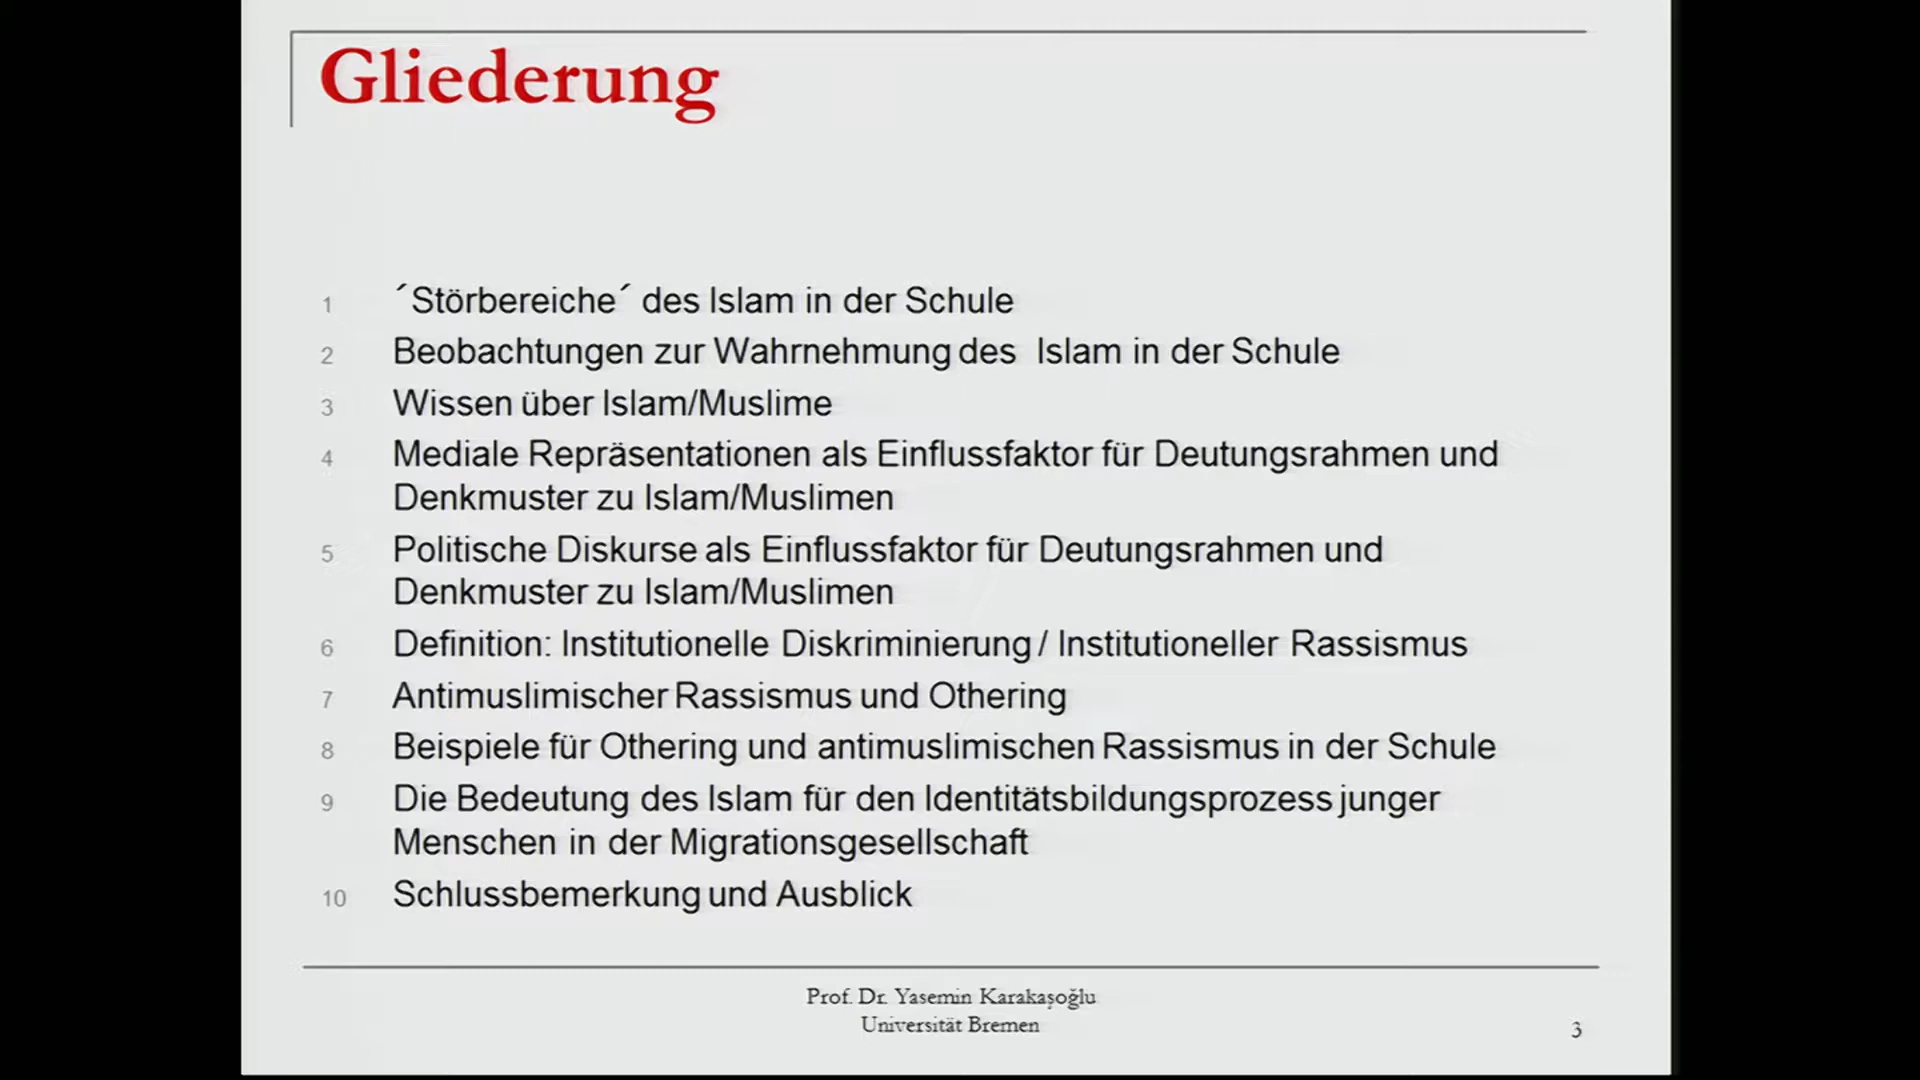 Gliederung
1 ´Störbereiche´ des Islam in der Schule
2 Beobachtungen zur Wahrnehmung des Islam in der Schule
3 Wissen über Islam/Muslime
4 Mediale Repräsentationen als Einflussfaktor für Deutungsrahmen und
Denkmuster zu Islam/Muslimen
5 Politische Diskurse als Einflussfaktor für Deutungsrahmen und
Denkmuster zu Islam/Muslimen
6 Definition: Institutionelle Diskriminierung / Institutioneller Rassismus
7 Antimuslimischer Rassismus und Othering
8 Beispiele für Othering und antimuslimischen Rassismus in der Schule
9 Die Bedeutung des Islam für den Identitätsbildungsprozess junger
Menschen in der Migrationsgesellschaft
10 Schlussbemerkung und Ausblick
Prof. Dr. Yasemin Karakaşoğlu
Universität Bremen
3